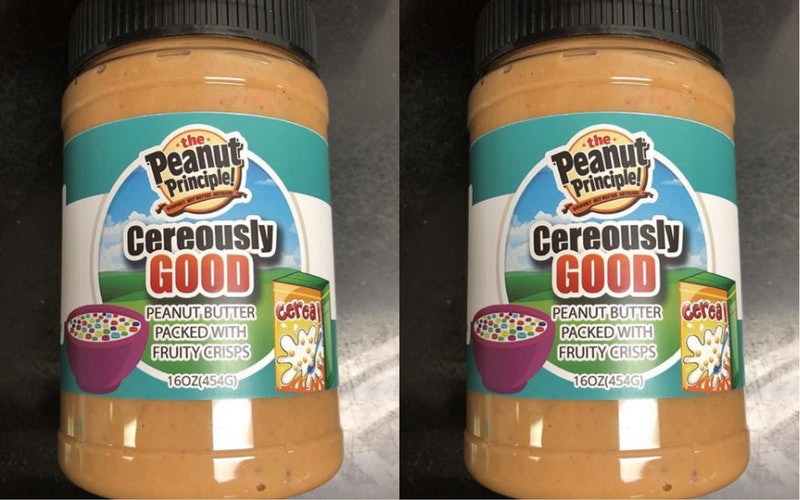 the
Peanut
Principle!
Cereously
GOOD
PEANUT BUTTER
PACKED WITH
FRUITY CRISPS
Cereal
16OZ(454G)
the
Peanut
Principle!
Cereously
GOOD
PEANUT BUTTER
PACKED WITH
FRUITY CRISPS
Cereal
16OZ(454G)